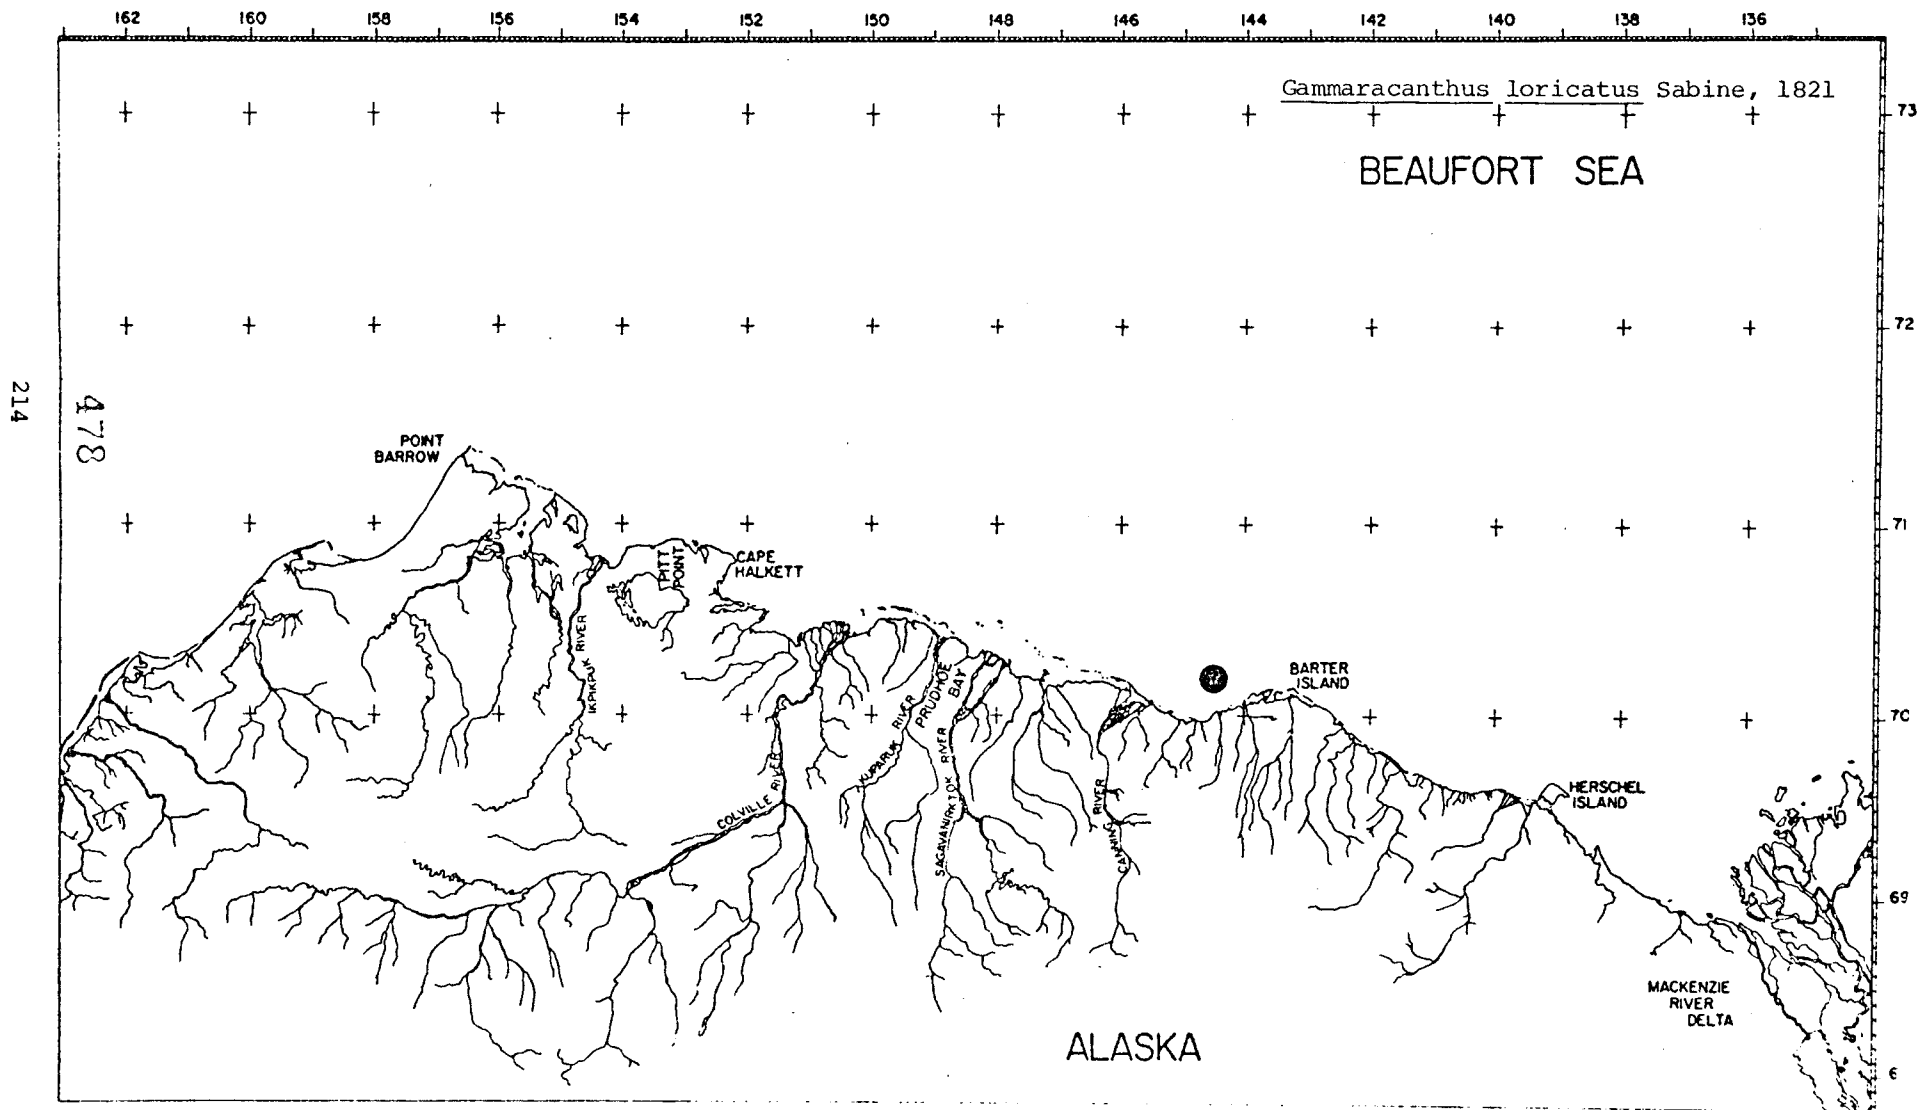 162 160 158 156 154 152 150 148 146 144 142 140 138 136
Gammaracanthus loricatus Sabine, 1821
73
BEAUFORT SEA
72
214
478
POINT
BARROW
71
PITT
POINT
CAPE
HALKETT
IKPIKPUK RIVER
BARTER
ISLAND
PRUDHOE
BAY
KUPARUK RIVER
70
COLVILLE RIVER
SAGAVANIRKTOK RIVER
CANNING RIVER
HERSCHEL
ISLAND
69
MACKENZIE
RIVER
DELTA
ALASKA
6